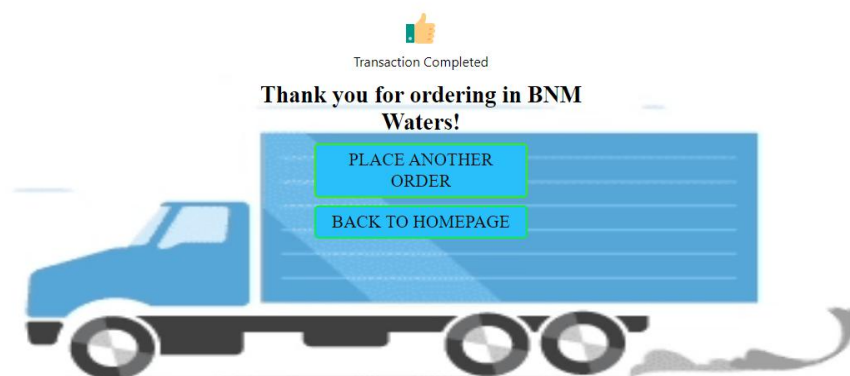 Transaction Completed
Thank you for ordering in BNM
Waters!
PLACE ANOTHER
ORDER
BACK TO HOMEPAGE